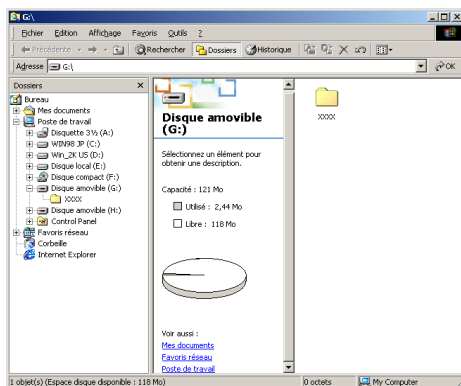 G:\
Fichier Edition Affichage Favoris Outils ?
Précédente Rechercher Dossiers Historique
Adresse G:\ OK
Dossiers
Bureau
Mes documents
Poste de travail
Disquette 3½ (A:)
WIN98 JP (C:)
Win_2K US (D:)
Disque local (E:)
Disque compact (F:)
Disque amovible (G:)
XXXX
Disque amovible (H:)
Control Panel
Favoris réseau
Corbeille
Internet Explorer
Disque amovible
(G:)
Sélectionnez un élément pour
obtenir une description.
Capacité : 121 Mo
Utilisé : 2,44 Mo
Libre : 118 Mo
Voir aussi :
Mes documents
Favoris réseau
Poste de travail
XXXX
1 objet(s) (Espace disque disponible : 118 Mo) 0 octets My Computer